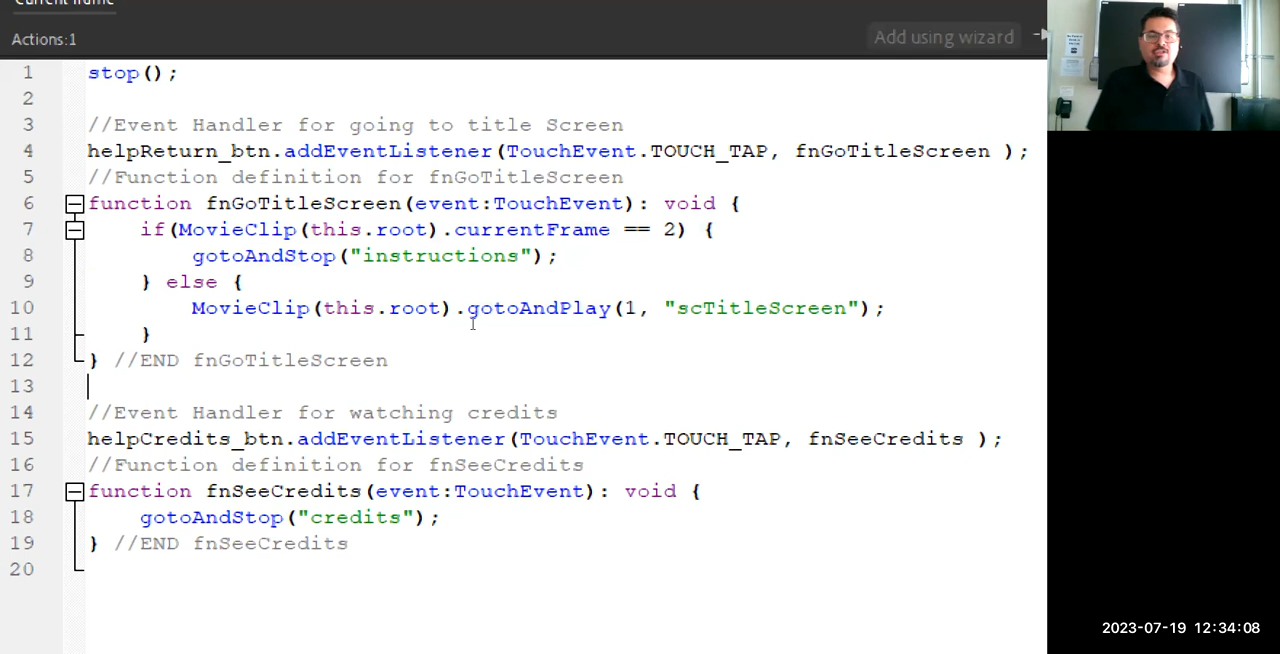 Current frame
Actions:1
Add using wizard
1 stop();
2
3 //Event Handler for going to title Screen
4 helpReturn_btn.addEventListener(TouchEvent.TOUCH_TAP, fnGoTitleScreen );
5 //Function definition for fnGoTitleScreen
6 function fnGoTitleScreen(event:TouchEvent): void {
7 if(MovieClip(this.root).currentFrame == 2) {
8 gotoAndStop("instructions");
9 } else {
10 MovieClip(this.root).gotoAndPlay(1, "scTitleScreen");
11 }
12 } //END fnGoTitleScreen
13
14 //Event Handler for watching credits
15 helpCredits_btn.addEventListener(TouchEvent.TOUCH_TAP, fnSeeCredits );
16 //Function definition for fnSeeCredits
17 function fnSeeCredits(event:TouchEvent): void {
18 gotoAndStop("credits");
19 } //END fnSeeCredits
20
2023-07-19 12:34:08